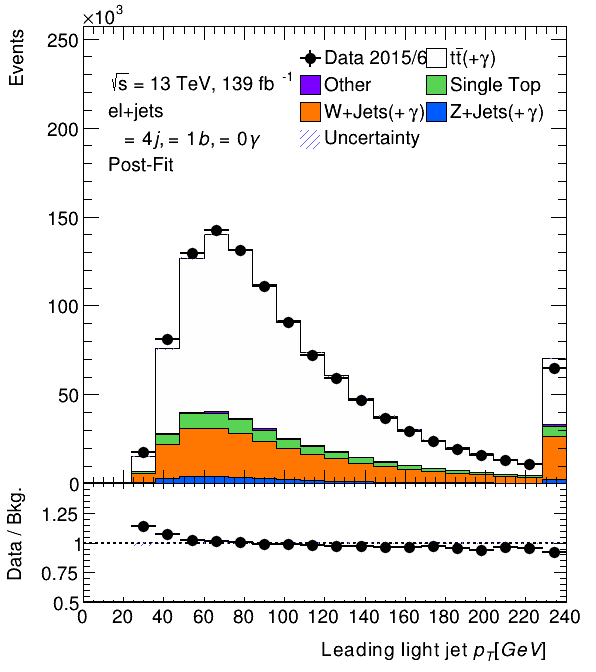 ×10³
Events
250
200
150
100
50
0
Data 2015/6
tt̄(+γ)
Other
Single Top
W+Jets(+γ)
Z+Jets(+γ)
Uncertainty
√s = 13 TeV, 139 fb⁻¹
el+jets
= 4j, = 1b, = 0γ
Post-Fit
Data / Bkg.
1.25
1
0.75
0.5
0 20 40 60 80 100 120 140 160 180 200 220 240
Leading light jet p_T[GeV]